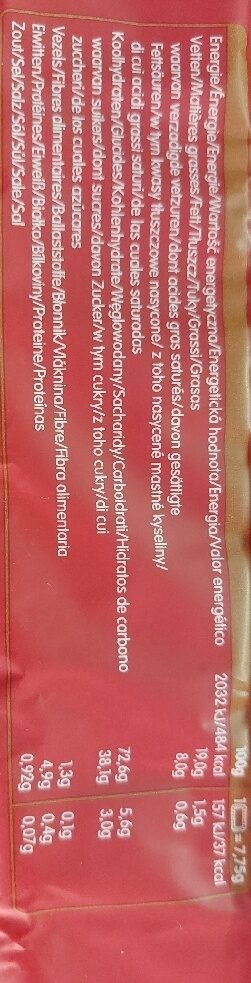 100g 1 = 7,75g
Energie/Énergie/Energie/Wartość energetyczna/Energetická hodnota/Energia/Valor energético 2032 kJ/484 kcal 157 kJ/37 kcal
Vetten/Matières grasses/Fett/Tłuszcz/Tuky/Grassi/Grasas 19,0g 1,5g
waarvan verzadigde vetzuren/dont acides gras saturés/davon gesättigte 8,0g 0,6g
Fettsäuren/w tym kwasy tłuszczowe nasycone/ z toho nasycené mastné kyseliny/
di cui acidi grassi saturi/de las cuales saturadas
Koolhydraten/Glucides/Kohlenhydrate/Węglowodany/Sacharidy/Carboidrati/Hidratos de carbono 72,6g 5,6g
waarvan suikers/dont sucres/davon Zucker/w tym cukry/z toho cukry/di cui 38,1g 3,0g
zuccheri/de los cuales azúcares
Vezels/Fibres alimentaires/Ballaststoffe/Błonnik/Vláknina/Fibre/Fibra alimentaria 1,3g 0,1g
Eiwitten/Protéines/Eiweiß/Białko/Bílkoviny/Proteine/Proteínas 4,9g 0,4g
Zout/Sel/Salz/Sól/Sůl/Sale/Sal 0,92g 0,07g